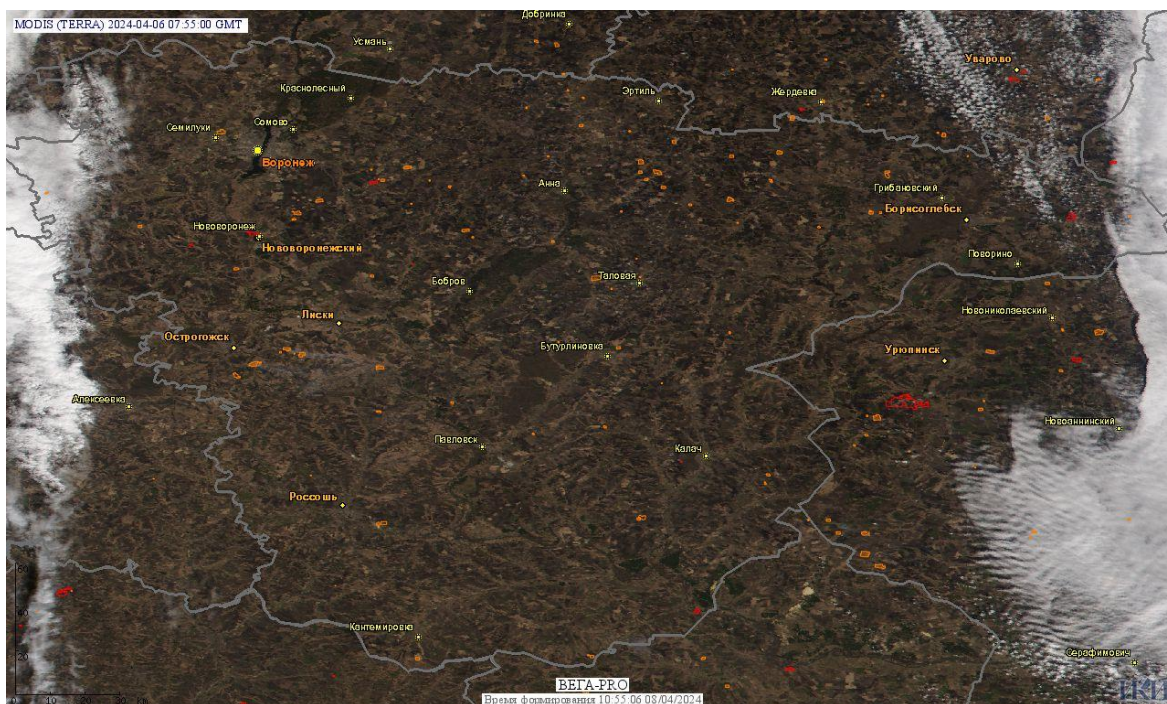 MODIS (TERRA) 2024-04-06 07:55:00 GMT
Добринка
Усмань
Уварово
Краснолесный
Эртиль
Жердевка
Семилуки
Сомово
Воронеж
Анна
Грибановский
Борисоглебск
Нововоронеж
Нововоронежский
Поворино
Бобров
Таловая
Новониколаевский
Лиски
Острогожск
Бутурлиновка
Урюпинск
Алексеевка
Новоаннинский
Павловск
Калач
Россошь
Кантемировка
Серафимович
ВЕГА-PRO
ИКИ
Время формирования 10:55:06 08/04/2024